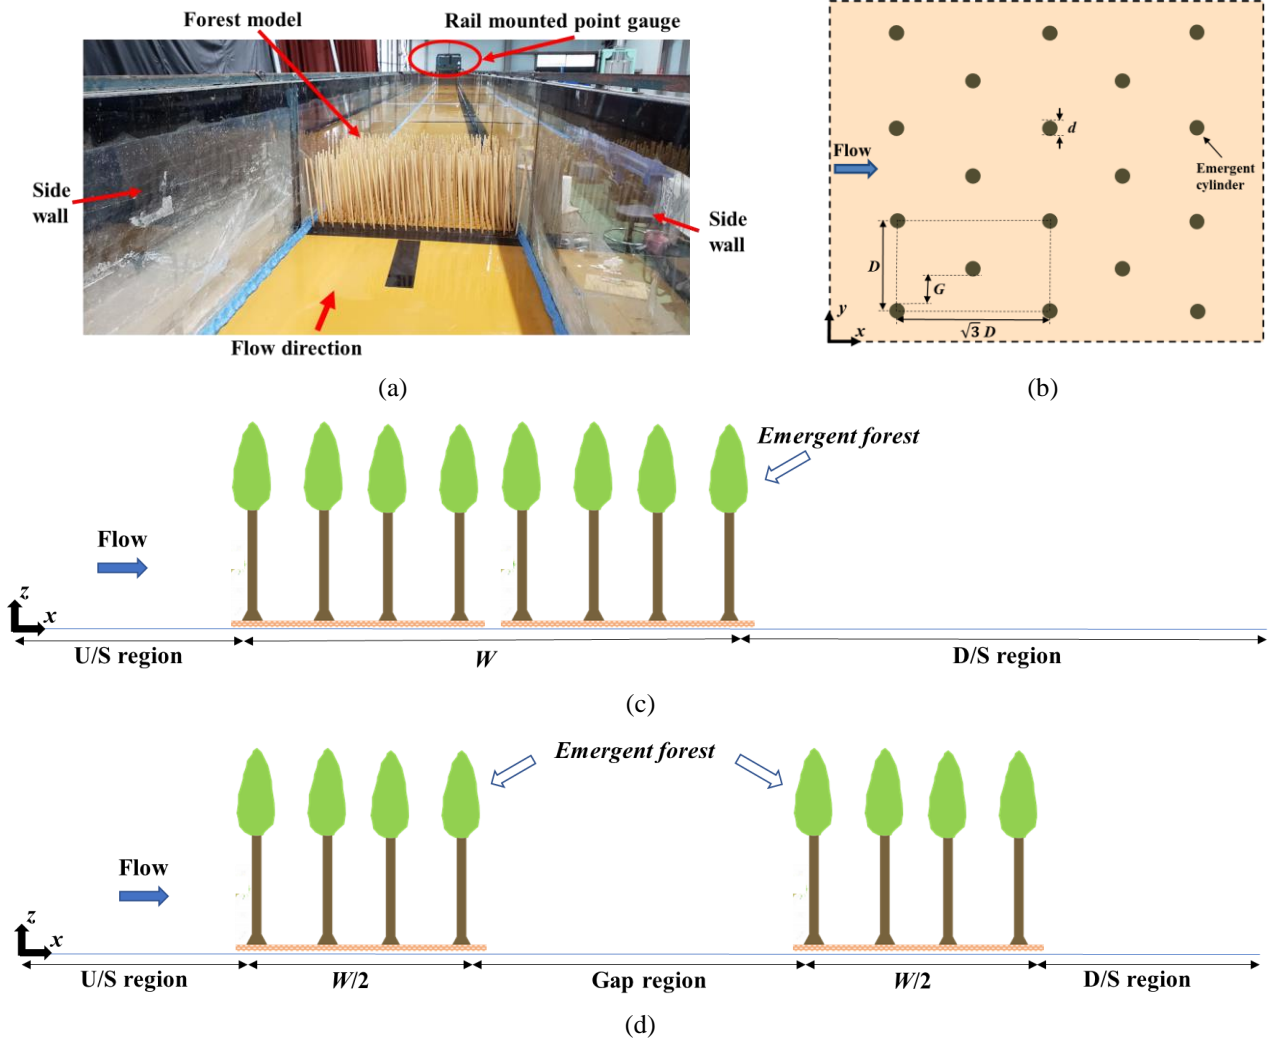 Forest model
Rail mounted point gauge
Side
wall
Side
wall
Flow direction
(a)
Flow
d
Emergent
cylinder
D
G
√3 D
y
x
(b)
Emergent forest
Flow
z
x
U/S region
W
D/S region
(c)
Emergent forest
Flow
z
x
U/S region
W/2
Gap region
W/2
D/S region
(d)